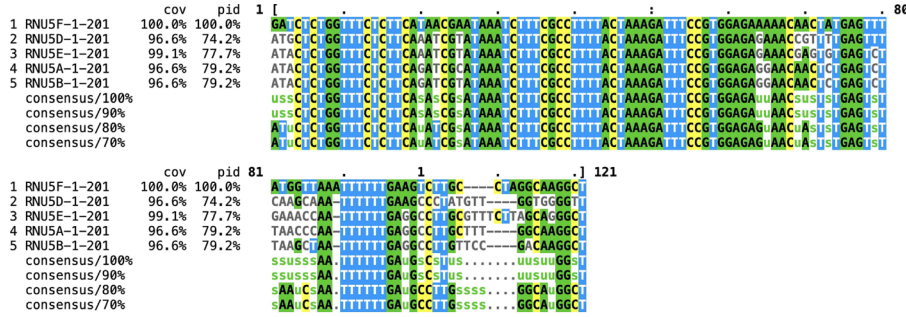 cov pid 1 [ . . . : . . . 80
1 RNU5F-1-201 100.0% 100.0% GATCTCTGGTTTCTCTTCATAACGAATAAATCTTTCGCCTTTTACTAAAGATTTCCGTGGAGAAAAACAACTATGAGTTT
2 RNU5D-1-201 96.6% 74.2% ATGCTCTGGTTTCTCTTCAAATCGTATAAATCTTTCGCCTTTTACTAAAGATTTCCGTGGAGAGAAACCGTTTTGAGTTT
3 RNU5E-1-201 99.1% 77.7% ATACTCTGGTTTCTCTTCAAATCGTATAAATCTTTCGCCTTTTACTAAAGATTTCCGTGGAGAGAAACGAGTGTGAGTCT
4 RNU5A-1-201 96.6% 79.2% ATACTCTGGTTTCTCTTCAGATCGCATAAATCTTTCGCCTTTTACTAAAGATTTCCGTGGAGAGGAACAACTCTGAGTCT
5 RNU5B-1-201 96.6% 79.2% ATACTCTGGTTTCTCTTCAGATCGTATAAATCTTTCGCCTTTTACTAAAGATTTCCGTGGAGAGGAACAACTCTGAGTCT
consensus/100% ussCTCTGGTTTCTCTTCAsAsCGsATAAATCTTTCGCCTTTTACTAAAGATTTCCGTGGAGAuuAACsusTsTGAGTsT
consensus/90% ussCTCTGGTTTCTCTTCAsAsCGsATAAATCTTTCGCCTTTTACTAAAGATTTCCGTGGAGAuuAACsusTsTGAGTsT
consensus/80% ATuCTCTGGTTTCTCTTCAuATCGsATAAATCTTTCGCCTTTTACTAAAGATTTCCGTGGAGAGuAACuAsTsTGAGTsT
consensus/70% ATuCTCTGGTTTCTCTTCAuATCGsATAAATCTTTCGCCTTTTACTAAAGATTTCCGTGGAGAGuAACuAsTsTGAGTsT
cov pid 81 . 1 . .] 121
1 RNU5F-1-201 100.0% 100.0% ATGGTTAAATTTTTTGAAGTCTTGC----CTAGGCAAGGCT
2 RNU5D-1-201 96.6% 74.2% CAAGCAAA-TTTTTTGAAGCCCTATGTT----GGTGGGGTT
3 RNU5E-1-201 99.1% 77.7% GAAACCAA-TTTTTTGAGGCCTTGCGTTTCTTAGCAGGGCT
4 RNU5A-1-201 96.6% 79.2% TAACCCAA-TTTTTTGAGGCCTTGCTTT----GGCAAGGCT
5 RNU5B-1-201 96.6% 79.2% TAAGCTAA-TTTTTTGAGGCCTTGTTCC----GACAAGGCT
consensus/100% ssusssAA.TTTTTTGAuGsCstus.......uusuuGGsT
consensus/90% ssusssAA.TTTTTTGAuGsCstus.......uusuuGGsT
consensus/80% sAAuCsAA.TTTTTTGAuGCCTTGssss....GGCAuGGCT
consensus/70% sAAuCsAA.TTTTTTGAuGCCTTGssss....GGCAuGGCT